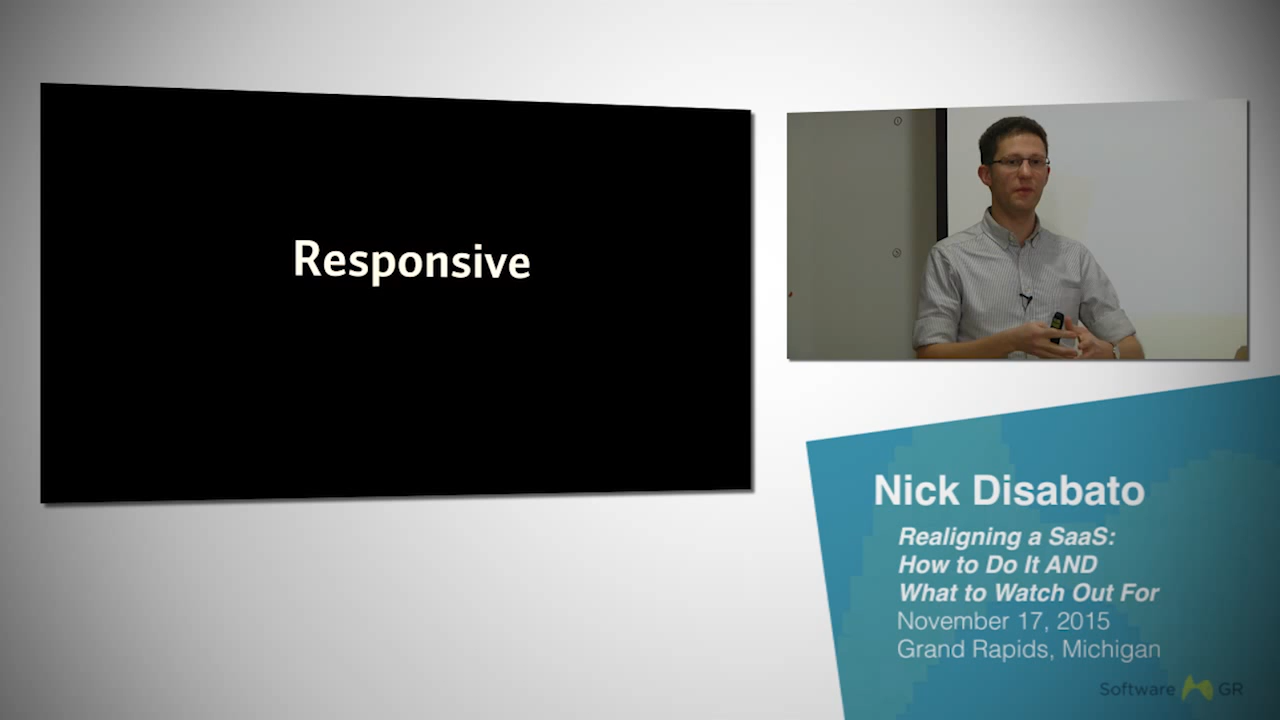 Responsive
Nick Disabato
Realigning a SaaS:
How to Do It AND
What to Watch Out For
November 17, 2015
Grand Rapids, Michigan
Software GR